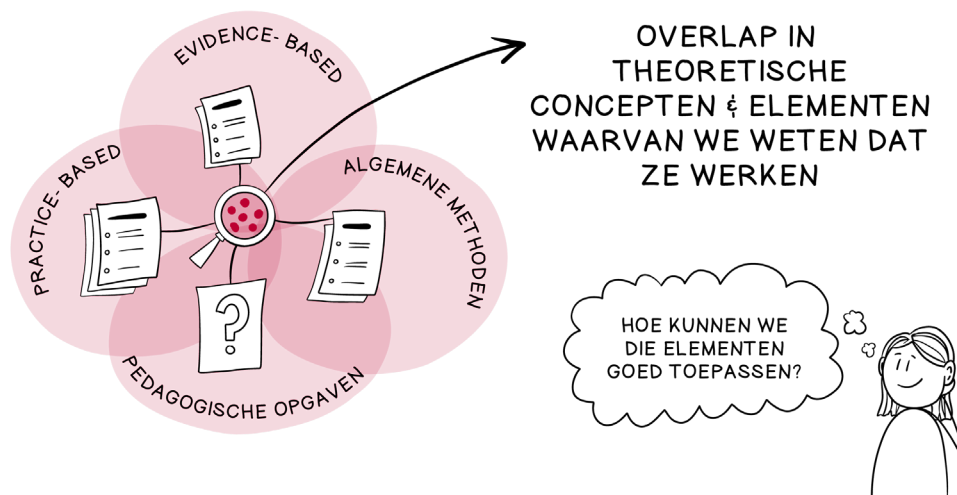 EVIDENCE- BASED
PRACTICE- BASED
ALGEMENE METHODEN
?
PEDAGOGISCHE OPGAVEN
OVERLAP IN
THEORETISCHE
CONCEPTEN & ELEMENTEN
WAARVAN WE WETEN DAT
ZE WERKEN
HOE KUNNEN WE
DIE ELEMENTEN
GOED TOEPASSEN?